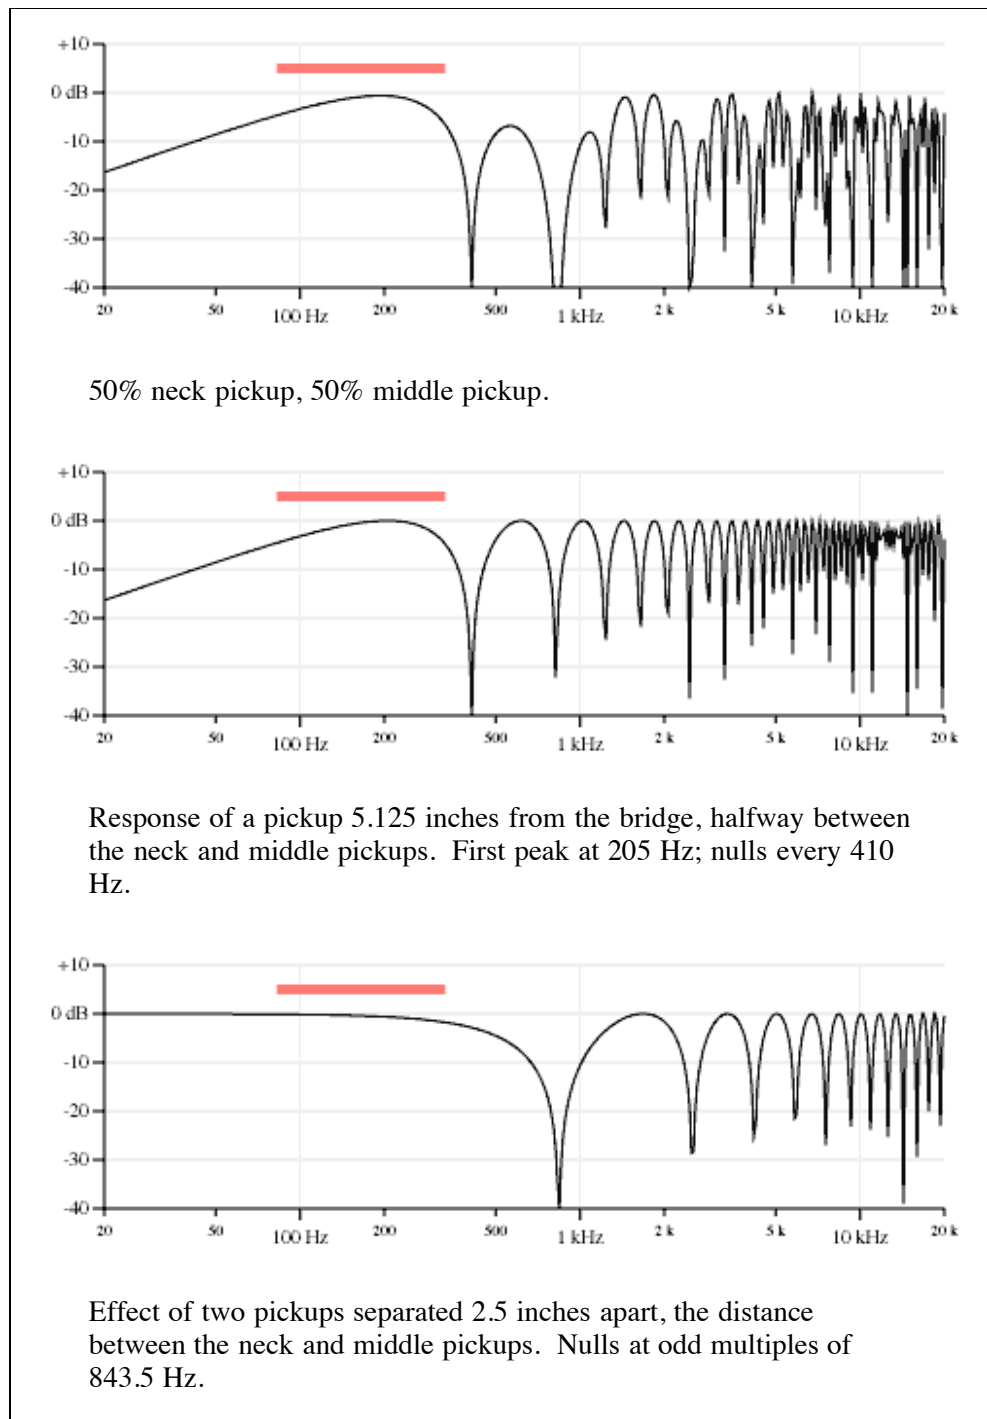 +10
0 dB
-10
-20
-30
-40
20 50 100 Hz 200 500 1 kHz 2 k 5 k 10 kHz 20 k
50% neck pickup, 50% middle pickup.
+10
0 dB
-10
-20
-30
-40
20 50 100 Hz 200 500 1 kHz 2 k 5 k 10 kHz 20 k
Response of a pickup 5.125 inches from the bridge, halfway between
the neck and middle pickups.  First peak at 205 Hz; nulls every 410
Hz.
+10
0 dB
-10
-20
-30
-40
20 50 100 Hz 200 500 1 kHz 2 k 5 k 10 kHz 20 k
Effect of two pickups separated 2.5 inches apart, the distance
between the neck and middle pickups.  Nulls at odd multiples of
843.5 Hz.